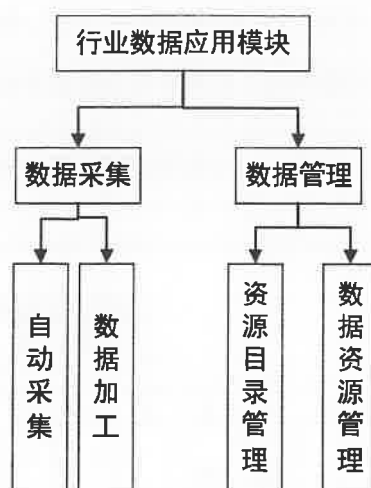 行业数据应用模块
数据采集
数据管理
自动采集
数据加工
资源目录管理
数据资源管理